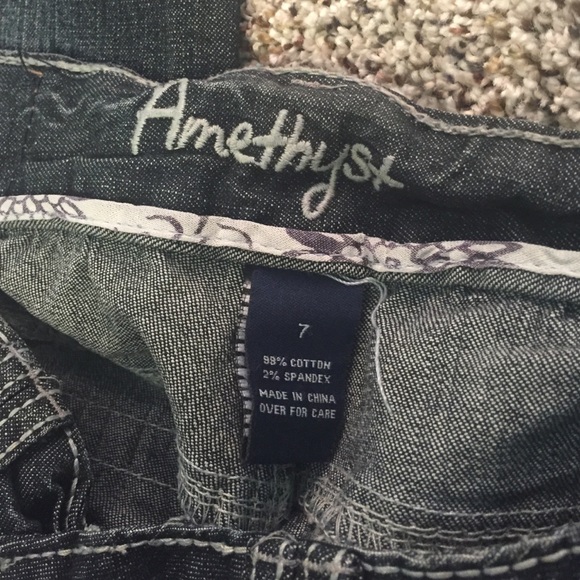 Amethyst
7
98% COTTON
2% SPANDEX
MADE IN CHINA
OVER FOR CARE